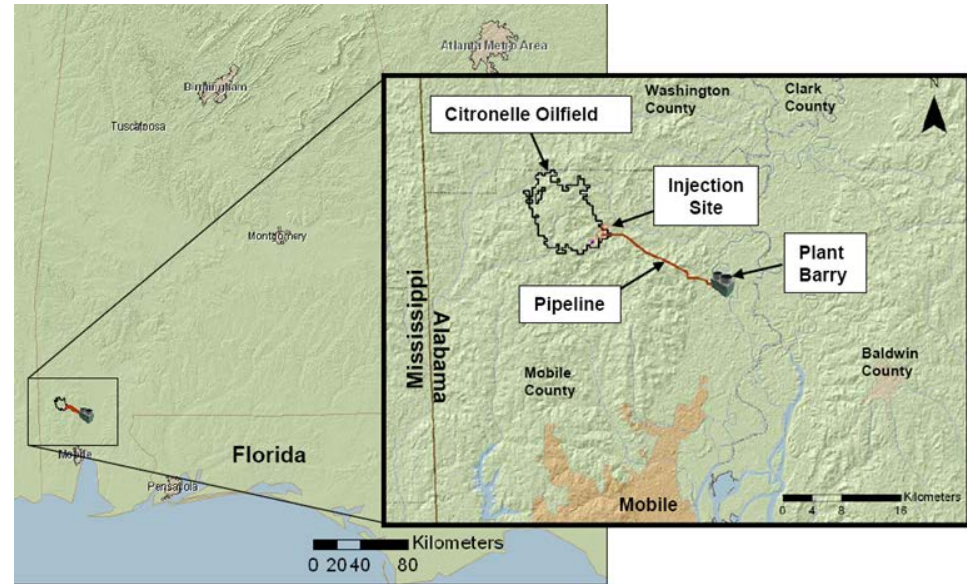 Atlanta Metro Area
Birmingham
Tuscaloosa
Montgomery
Mobile
Pensacola
Florida
Kilometers
0 20 40 80
Washington
County
Clark
County
N
Citronelle Oilfield
Injection
Site
Plant
Barry
Pipeline
Mississippi
Alabama
Mobile
County
Baldwin
County
Mobile
Kilometers
0 4 8 16